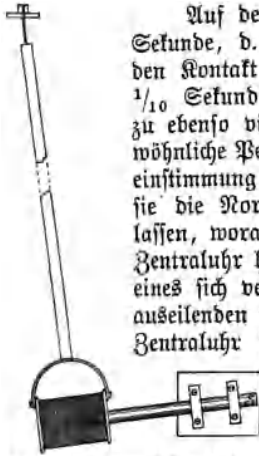 Auf de
Sekunde, d.
den Kontakt
1/10 Sekund
zu ebenso vi
wöhnliche Pe
einstimmung
sie die Nor
lassen, wora
Zentraluhr l
eines sich ve
auseilenden
Zentraluhr